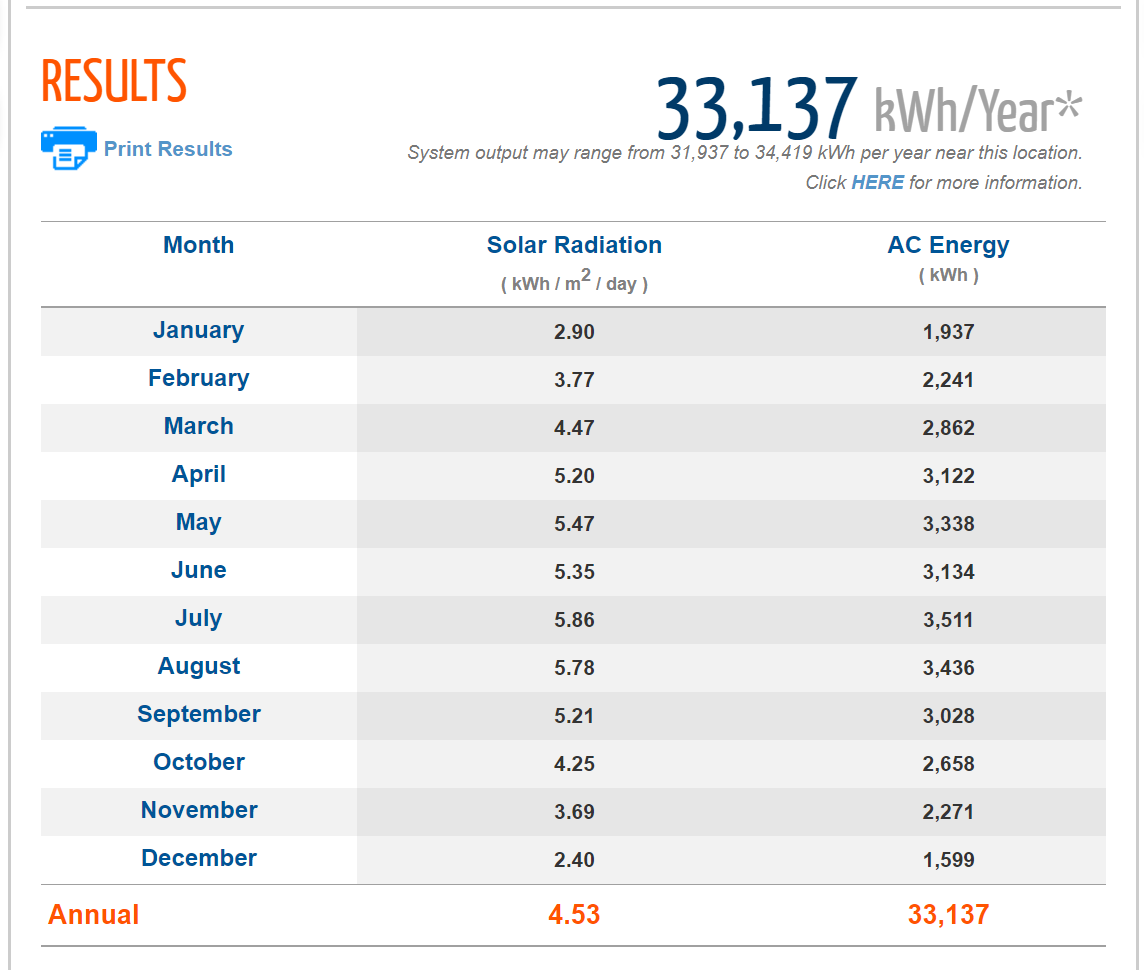 RESULTS
Print Results
33,137 kWh/Year*
System output may range from 31,937 to 34,419 kWh per year near this location.
Click HERE for more information.
Month Solar Radiation AC Energy
( kWh / m2 / day ) ( kWh )
January 2.90 1,937
February 3.77 2,241
March 4.47 2,862
April 5.20 3,122
May 5.47 3,338
June 5.35 3,134
July 5.86 3,511
August 5.78 3,436
September 5.21 3,028
October 4.25 2,658
November 3.69 2,271
December 2.40 1,599
Annual 4.53 33,137